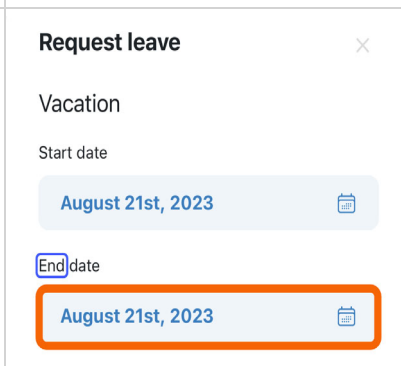 Request leave
Vacation
Start date
August 21st, 2023
End date
August 21st, 2023